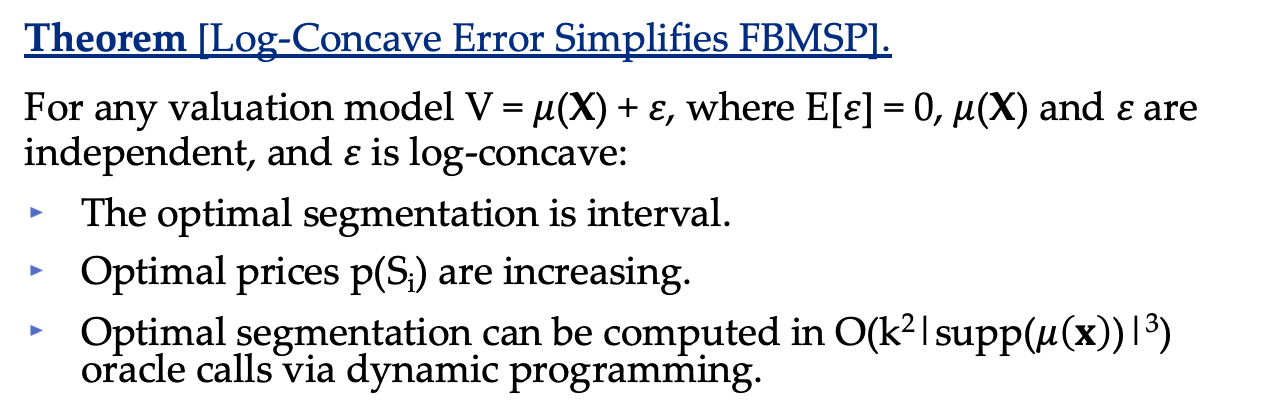 Theorem [Log-Concave Error Simplifies FBMSP].
For any valuation model V = μ(X) + ε, where E[ε] = 0, μ(X) and ε are
independent, and ε is log-concave:
▸ The optimal segmentation is interval.
▸ Optimal prices p(Sᵢ) are increasing.
▸ Optimal segmentation can be computed in O(k²|supp(μ(x))|³)
oracle calls via dynamic programming.